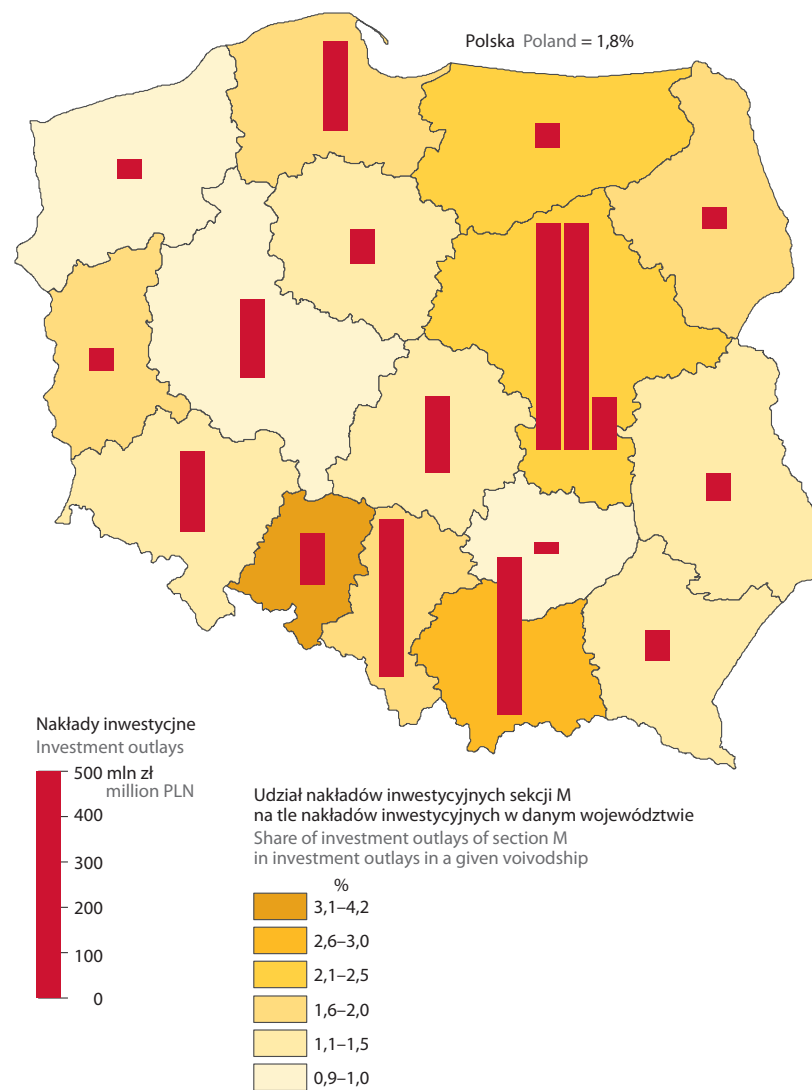 Polska Poland = 1,8%
Nakłady inwestycyjne
Investment outlays
500 mln zł
million PLN
400
300
200
100
0
Udział nakładów inwestycyjnych sekcji M
na tle nakładów inwestycyjnych w danym województwie
Share of investment outlays of section M
in investment outlays in a given voivodship
%
3,1–4,2
2,6–3,0
2,1–2,5
1,6–2,0
1,1–1,5
0,9–1,0